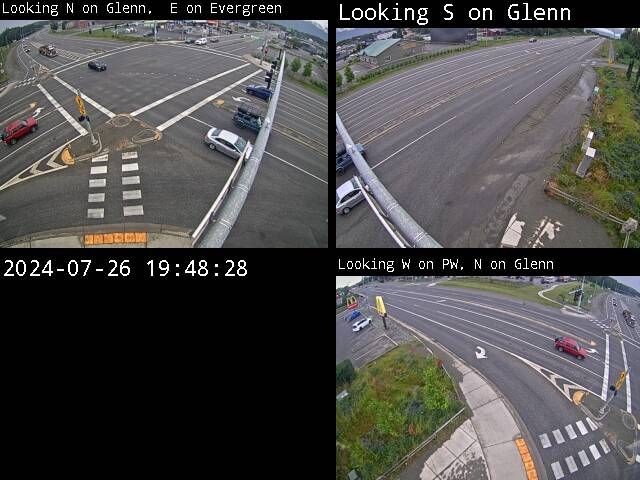 Looking N on Glenn, E on Evergreen
Looking S on Glenn
2024-07-26 19:48:28
Looking W on PW, N on Glenn